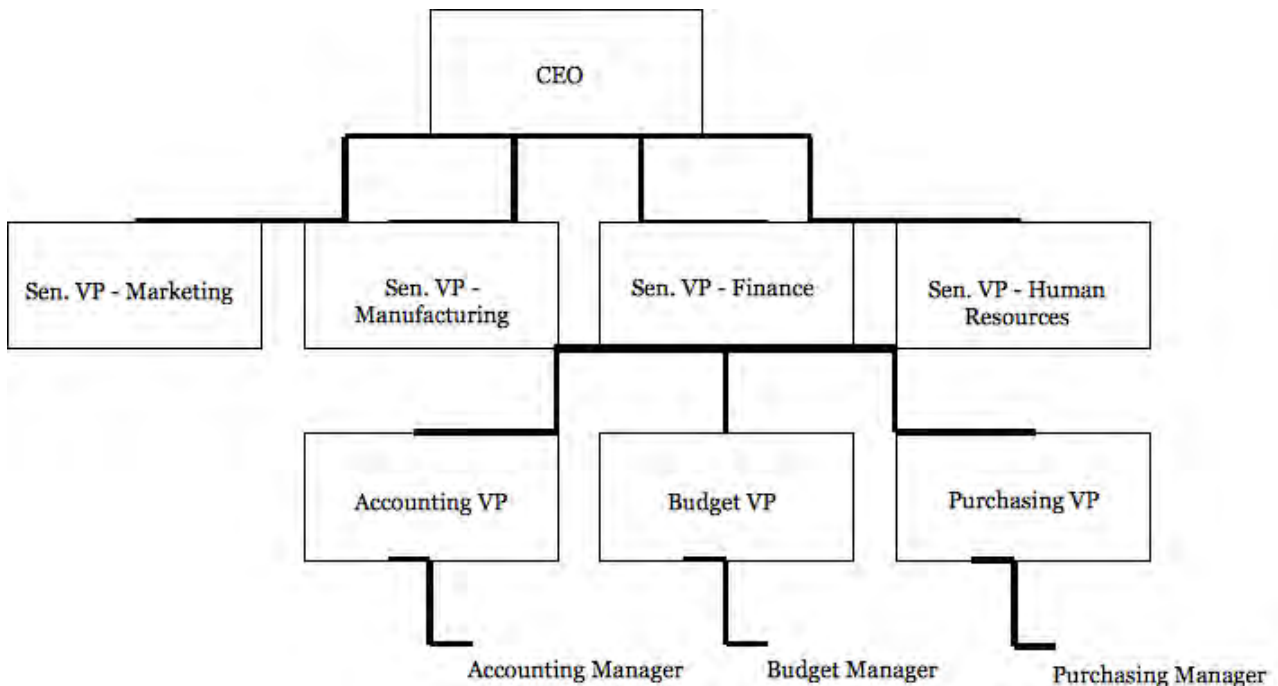 CEO
Sen. VP - Marketing
Sen. VP -
Manufacturing
Sen. VP - Finance
Sen. VP - Human
Resources
Accounting VP
Budget VP
Purchasing VP
Accounting Manager
Budget Manager
Purchasing Manager